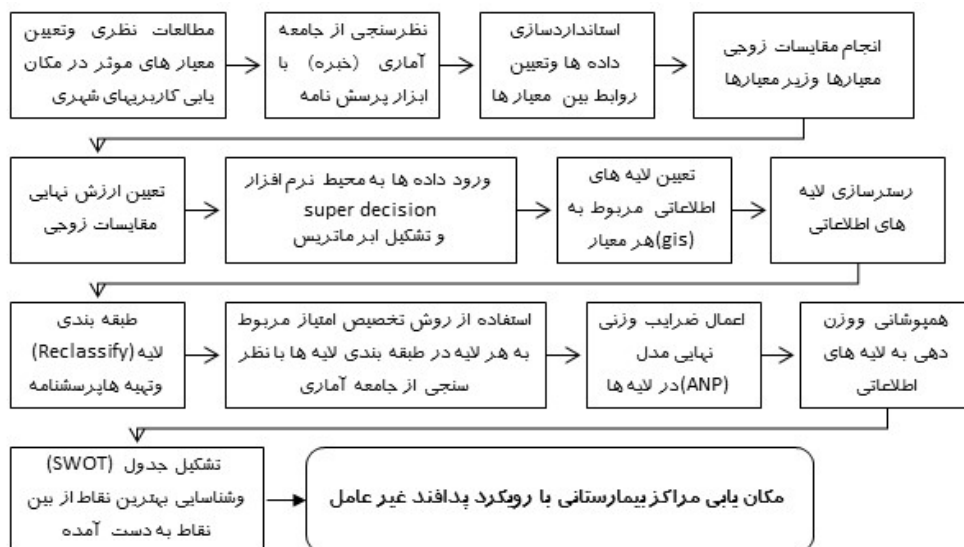 مطالعات نظری وتعیین
معیار های موثر در مکان
یابی کاربریهای شهری
نظرسنجی از جامعه
آماری (خبره) با
ابزار پرسش نامه
استانداردسازی
داده ها وتعیین
روابط بین معیار ها
انجام مقایسات زوجی
معیارها وزیر معیارها
تعیین ارزش نهایی
مقایسات زوجی
ورود داده ها به محیط نرم افزار
super decision
و تشکیل ابر ماتریس
تعیین لایه های
اطلاعاتی مربوط به
هر معیار(gis)
رسترسازی لایه
های اطلاعاتی
طبقه بندی
لایه (Reclassify)
وتهیه هاپرسشنامه
استفاده از روش تخصیص امتیاز مربوط
به هر لایه در طبقه بندی لایه ها با نظر
سنجی از جامعه آماری
اعمال ضرایب وزنی
نهایی مدل
(ANP)در لایه ها
همپوشانی ووزن
دهی به لایه های
اطلاعاتی
تشکیل جدول (SWOT)
وشناسایی بهترین نقاط از بین
نقاط به دست آمده
مکان یابی مراکز بیمارستانی با رویکرد پدافند غیر عامل